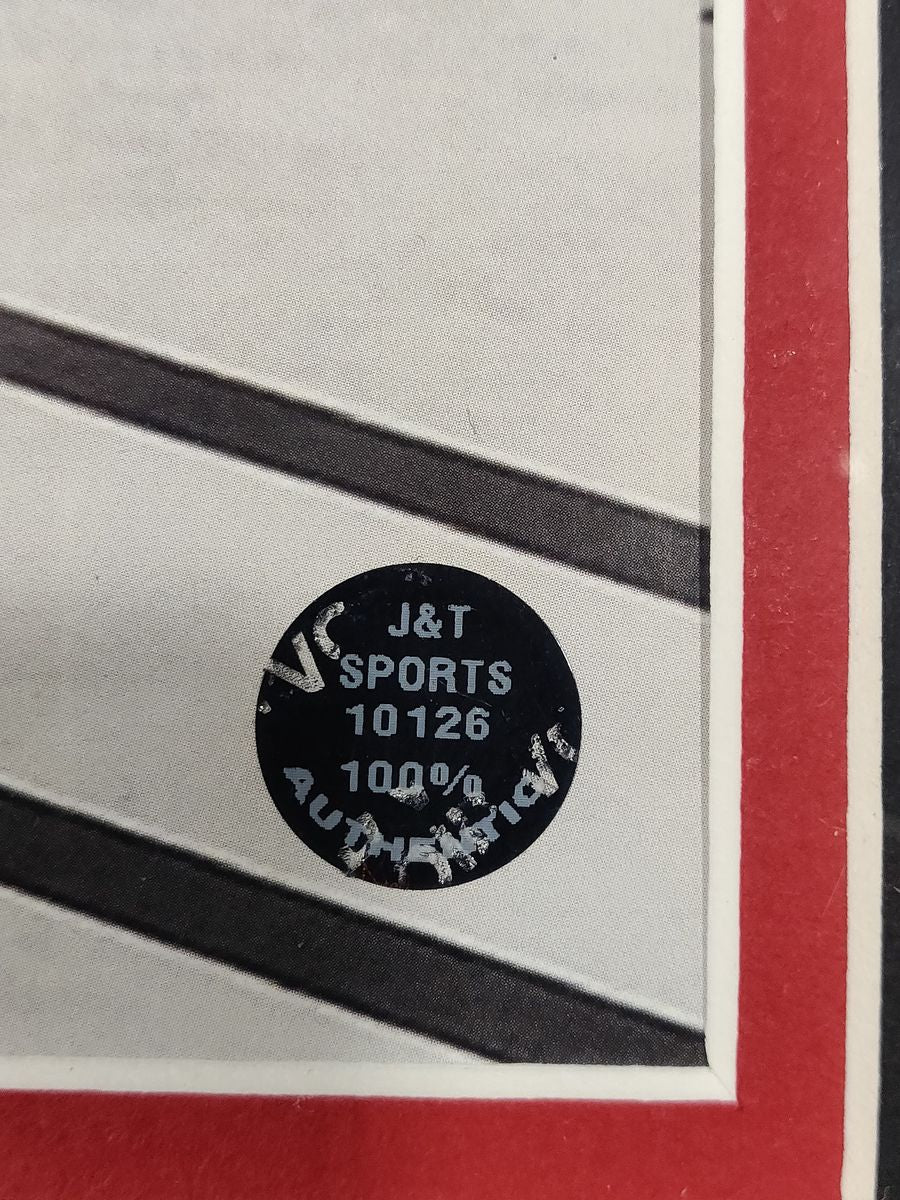 J&T
SPORTS
10126
100%
AUTHENTIC